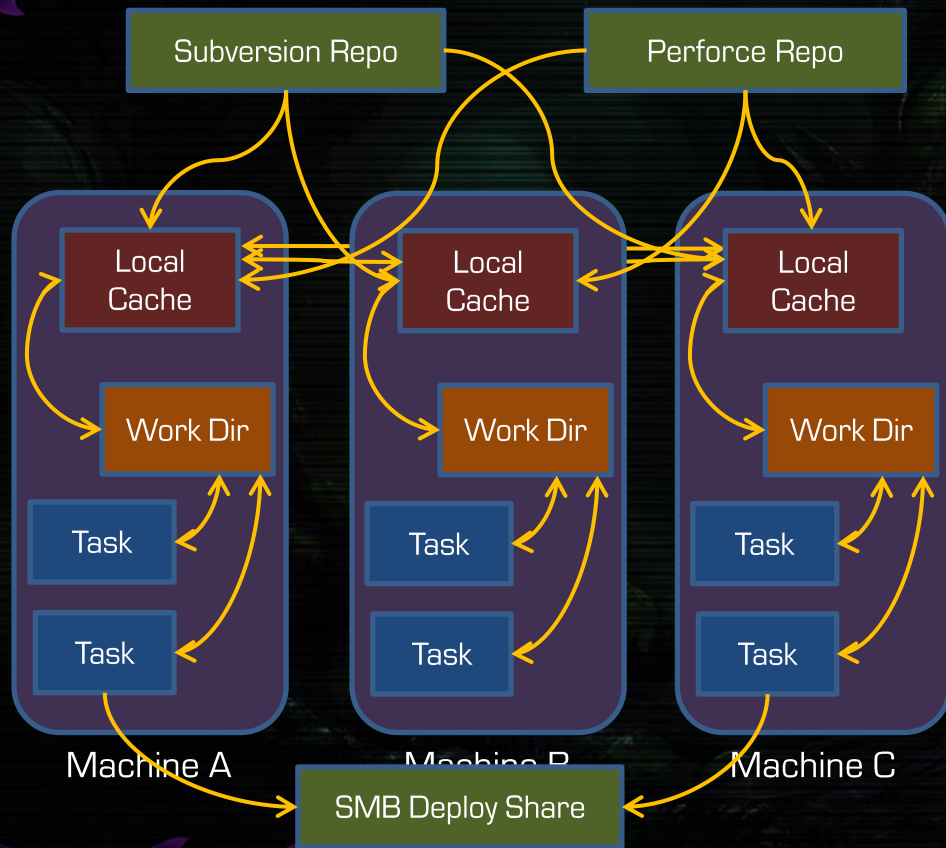 Subversion Repo
Perforce Repo
Local
Cache
Local
Cache
Local
Cache
Work Dir
Work Dir
Work Dir
Task
Task
Task
Task
Task
Task
Machine A
Machine B
Machine C
SMB Deploy Share